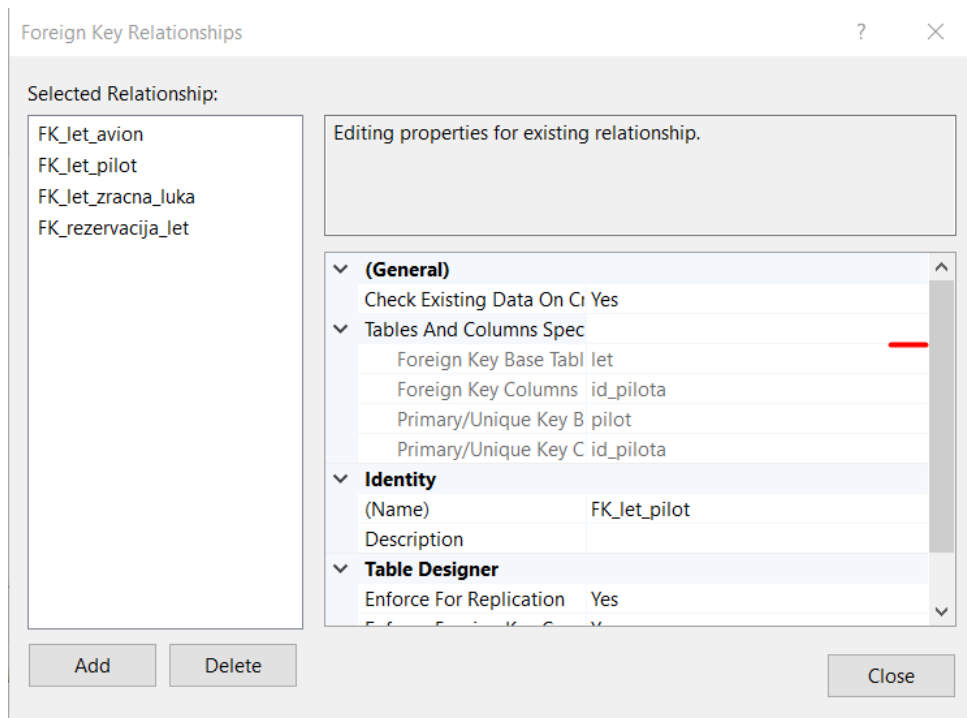 Foreign Key Relationships
?
Selected Relationship:
FK_let_avion
FK_let_pilot
FK_let_zracna_luka
FK_rezervacija_let
Editing properties for existing relationship.
(General)
Check Existing Data On Cr Yes
Tables And Columns Spec
Foreign Key Base Tabl let
Foreign Key Columns id_pilota
Primary/Unique Key B pilot
Primary/Unique Key C id_pilota
Identity
(Name) FK_let_pilot
Description
Table Designer
Enforce For Replication Yes
Add
Delete
Close